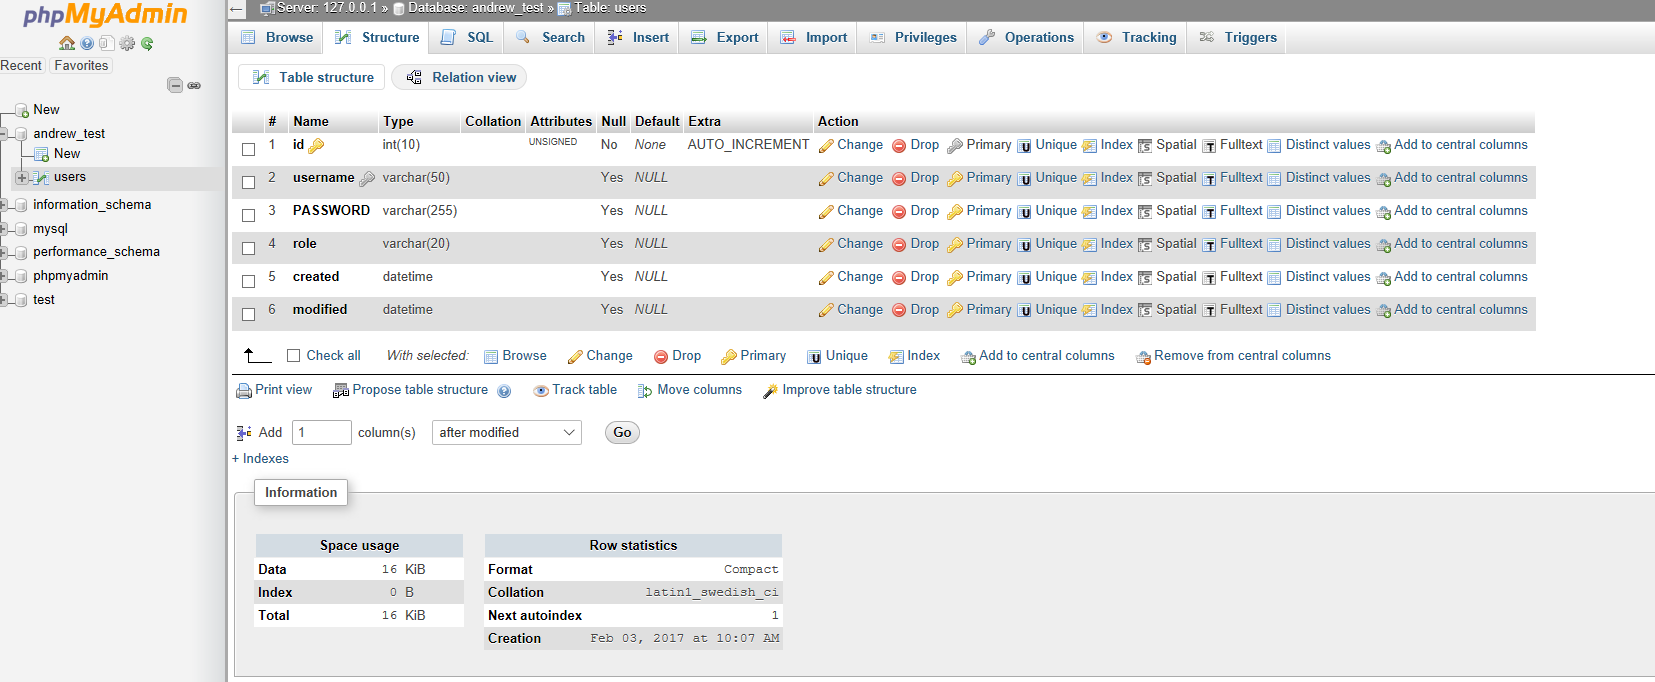 phpMyAdmin
Recent Favorites
New
andrew_test
New
users
information_schema
mysql
performance_schema
phpmyadmin
test
Server: 127.0.0.1 » Database: andrew_test » Table: users
Browse Structure SQL Search Insert Export Import Privileges Operations Tracking Triggers
Table structure Relation view
# Name Type Collation Attributes Null Default Extra Action
1 id int(10) UNSIGNED No None AUTO_INCREMENT Change Drop Primary Unique Index Spatial Fulltext Distinct values Add to central columns
2 username varchar(50) Yes NULL Change Drop Primary Unique Index Spatial Fulltext Distinct values Add to central columns
3 PASSWORD varchar(255) Yes NULL Change Drop Primary Unique Index Spatial Fulltext Distinct values Add to central columns
4 role varchar(20) Yes NULL Change Drop Primary Unique Index Spatial Fulltext Distinct values Add to central columns
5 created datetime Yes NULL Change Drop Primary Unique Index Spatial Fulltext Distinct values Add to central columns
6 modified datetime Yes NULL Change Drop Primary Unique Index Spatial Fulltext Distinct values Add to central columns
Check all With selected: Browse Change Drop Primary Unique Index Add to central columns Remove from central columns
Print view Propose table structure Track table Move columns Improve table structure
Add 1 column(s) after modified Go
+ Indexes
Information
Space usage
Data 16 KiB
Index 0 B
Total 16 KiB
Row statistics
Format Compact
Collation latin1_swedish_ci
Next autoindex 1
Creation Feb 03, 2017 at 10:07 AM